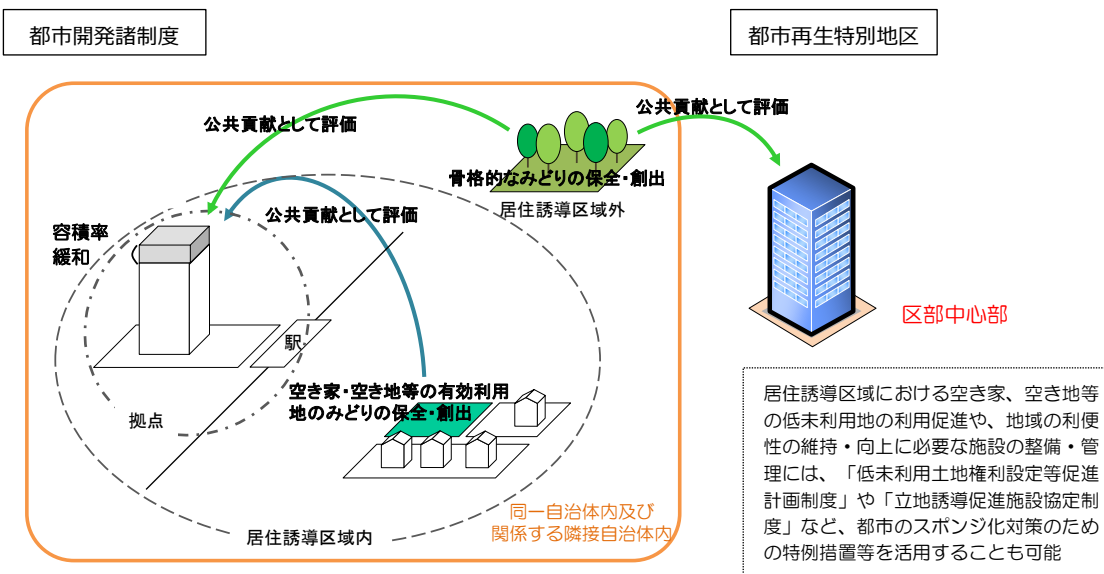 都市開発諸制度
都市再生特別地区
公共貢献として評価
公共貢献として評価
骨格的なみどりの保全・創出
居住誘導区域外
公共貢献として評価
容積率
緩和
区部中心部
駅
空き家・空き地等の有効利用
地のみどりの保全・創出
拠点
同一自治体内及び
関係する隣接自治体内
居住誘導区域内
居住誘導区域における空き家、空き地等
の低未利用地の利用促進や、地域の利便
性の維持・向上に必要な施設の整備・管
理には、「低未利用土地権利設定等促進
計画制度」や「立地誘導促進施設協定制
度」など、都市のスポンジ化対策のため
の特例措置等を活用することも可能